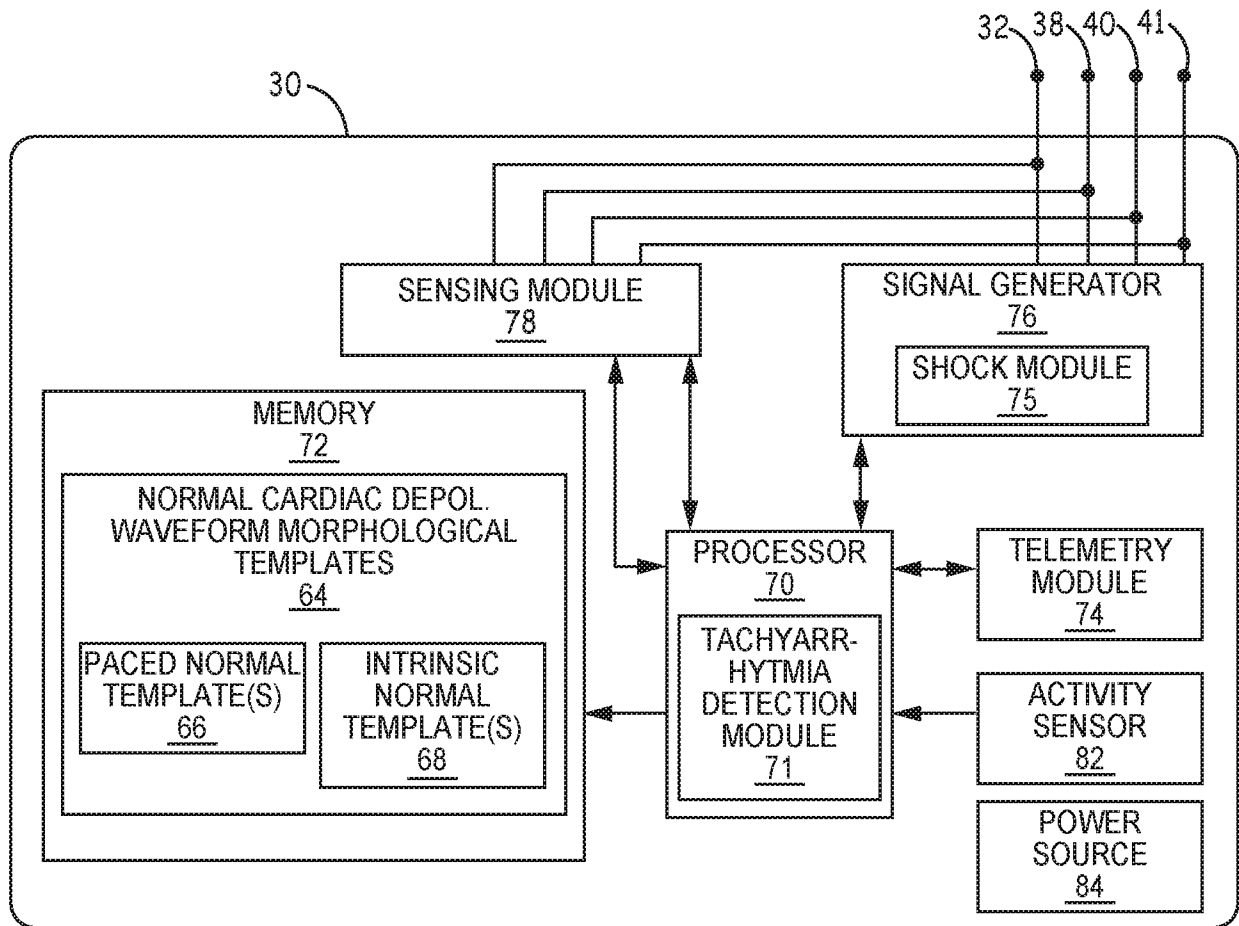 32 38 40 41
30
SENSING MODULE
78
SIGNAL GENERATOR
76
SHOCK MODULE
75
MEMORY
72
NORMAL CARDIAC DEPOL.
WAVEFORM MORPHOLOGICAL
TEMPLATES
64
PACED NORMAL
TEMPLATE(S)
66
INTRINSIC
NORMAL
TEMPLATE(S)
68
PROCESSOR
70
TACHYARR-
HYTMIA
DETECTION
MODULE
71
TELEMETRY
MODULE
74
ACTIVITY
SENSOR
82
POWER
SOURCE
84